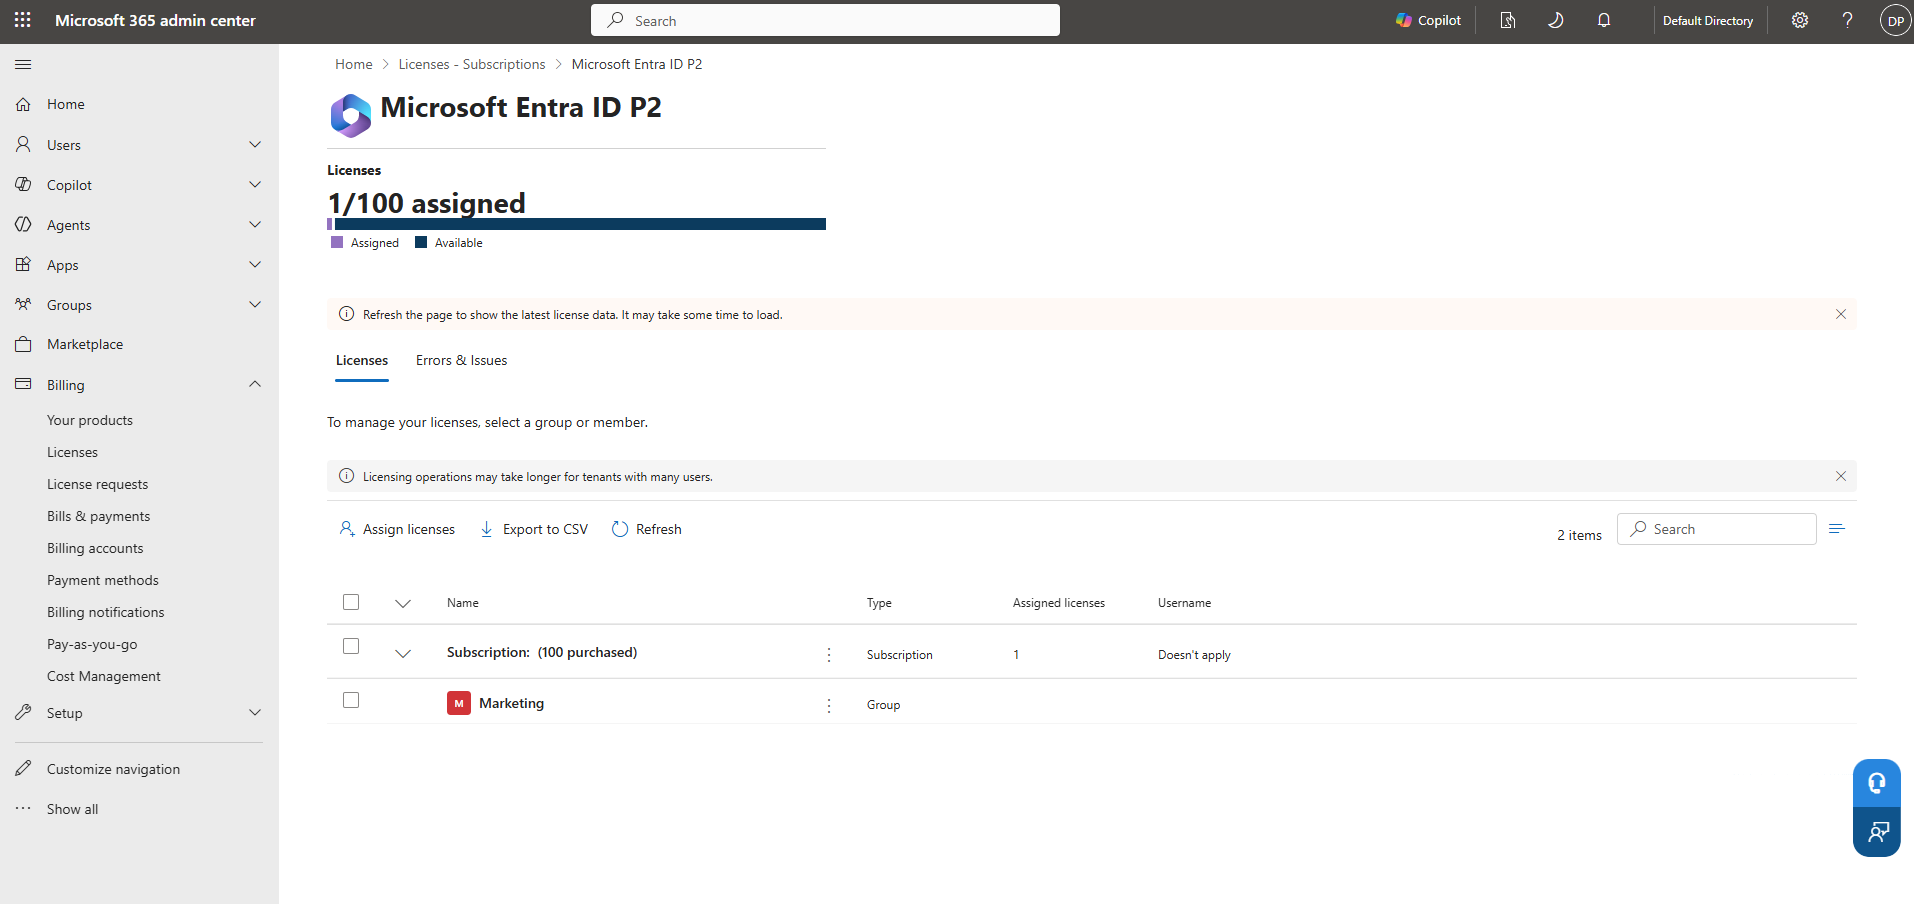 Microsoft 365 admin center
Search
Copilot
Default Directory
?
DP
Home
Users
Copilot
Agents
Apps
Groups
Marketplace
Billing
Your products
Licenses
License requests
Bills & payments
Billing accounts
Payment methods
Billing notifications
Pay-as-you-go
Cost Management
Setup
Customize navigation
Show all
Home > Licenses - Subscriptions > Microsoft Entra ID P2
Microsoft Entra ID P2
Licenses
1/100 assigned
Assigned Available
Refresh the page to show the latest license data. It may take some time to load.
Licenses Errors & Issues
To manage your licenses, select a group or member.
Licensing operations may take longer for tenants with many users.
Assign licenses Export to CSV Refresh 2 items Search
Name Type Assigned licenses Username
Subscription: (100 purchased) Subscription 1 Doesn't apply
M Marketing Group